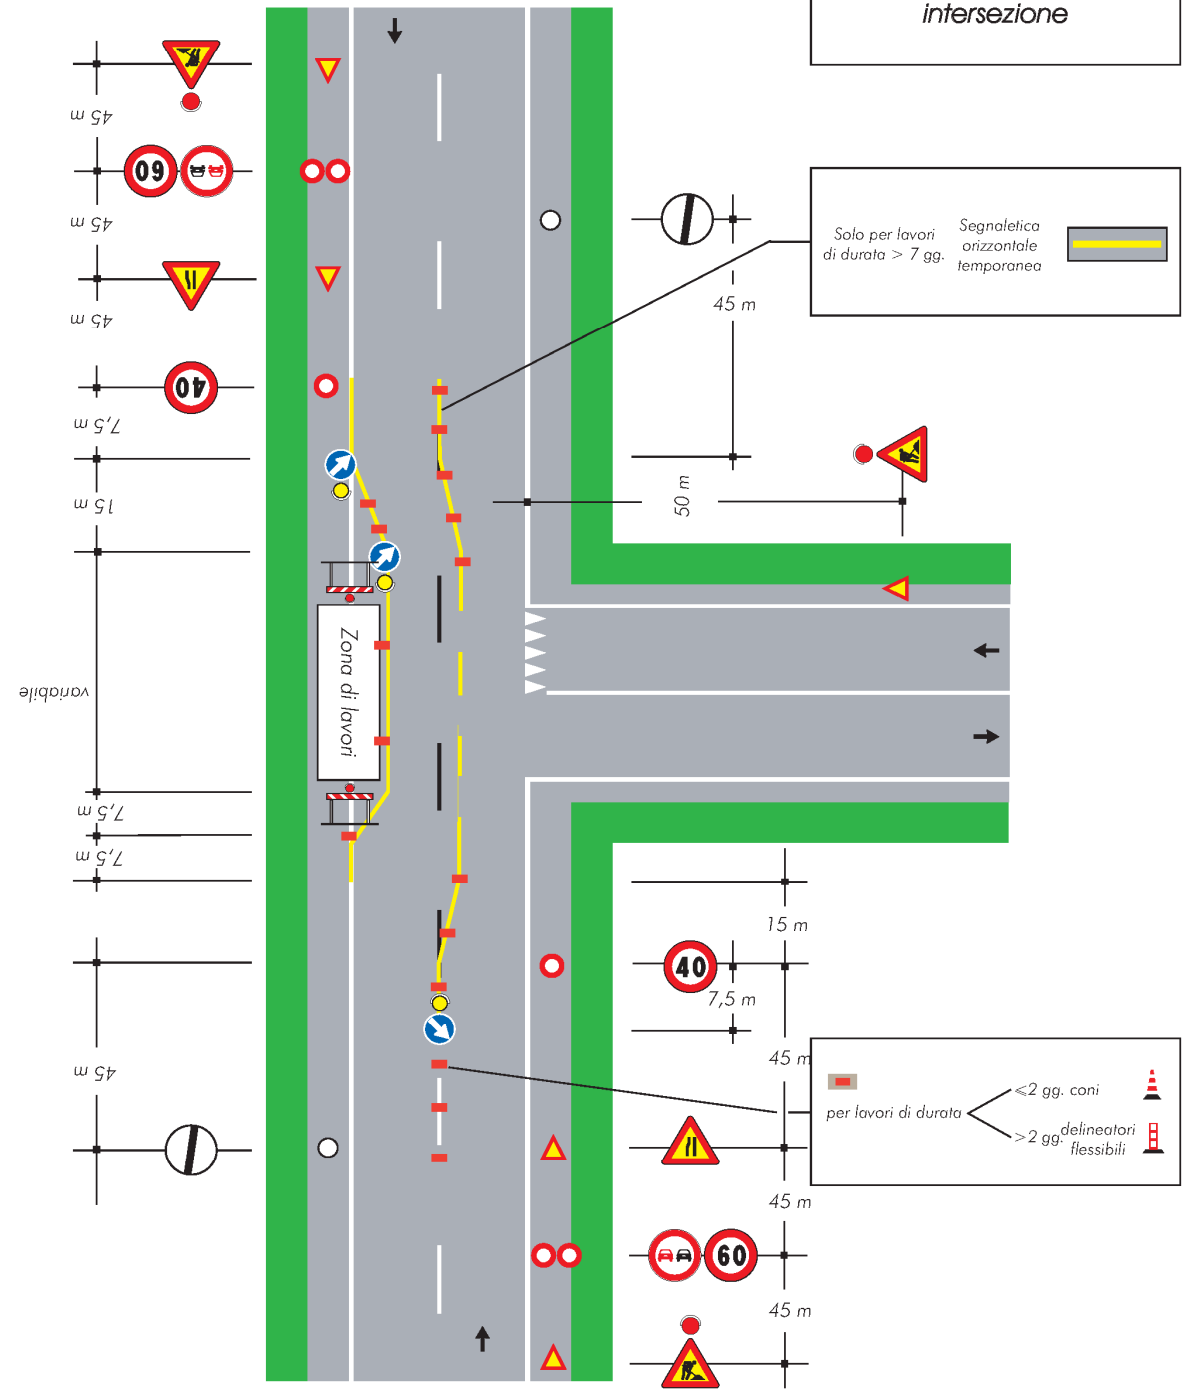 intersezione
Solo per lavori
di durata > 7 gg.
Segnaletica
orizzontale
temporanea
45 m
60
45 m
45 m
40
7,5 m
15 m
variabile
7,5 m
7,5 m
45 m
Zona di lavori
45 m
50 m
15 m
40
7,5 m
45 m
per lavori di durata
⩽2 gg. coni
>2 gg. delineatori
flessibili
45 m
60
45 m